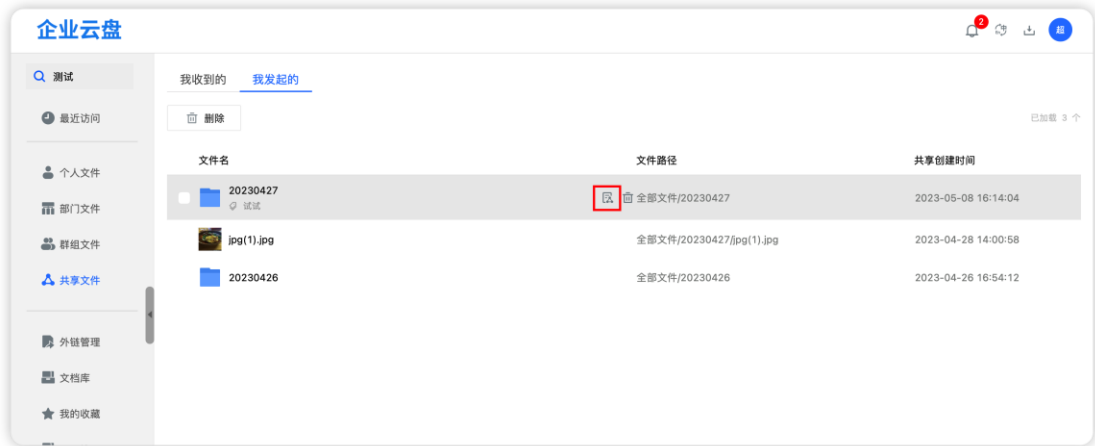 企业云盘
2
超
测试
最近访问
个人文件
部门文件
群组文件
共享文件
外链管理
文档库
我的收藏
我收到的 我发起的
删除
已加载 3 个
文件名 文件路径 共享创建时间
20230427 全部文件/20230427 2023-05-08 16:14:04
试试
jpg(1).jpg 全部文件/20230427/jpg(1).jpg 2023-04-28 14:00:58
20230426 全部文件/20230426 2023-04-26 16:54:12